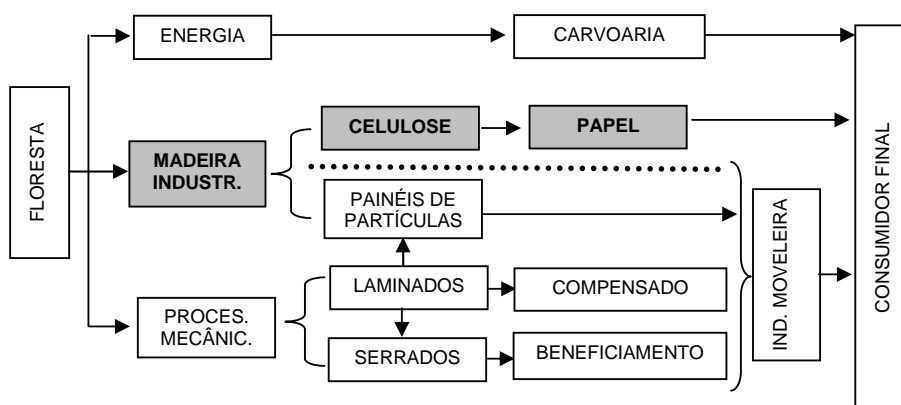 ENERGIA
CARVOARIA
FLORESTA
MADEIRA
INDUSTR.
CELULOSE
PAPEL
PAINÉIS DE
PARTÍCULAS
LAMINADOS
COMPENSADO
PROCES.
MECÂNIC.
SERRADOS
BENEFICIAMENTO
IND. MOVELEIRA
CONSUMIDOR FINAL